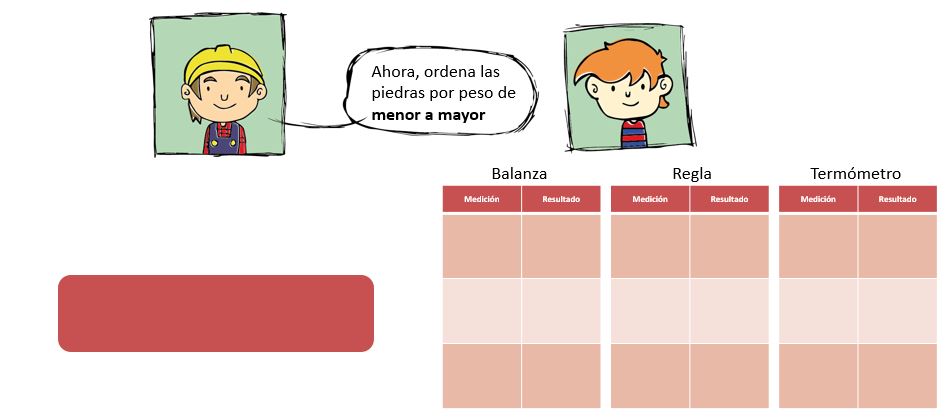 Ahora, ordena las
piedras por peso de
menor a mayor
Balanza
Medición Resultado
Regla
Medición Resultado
Termómetro
Medición Resultado